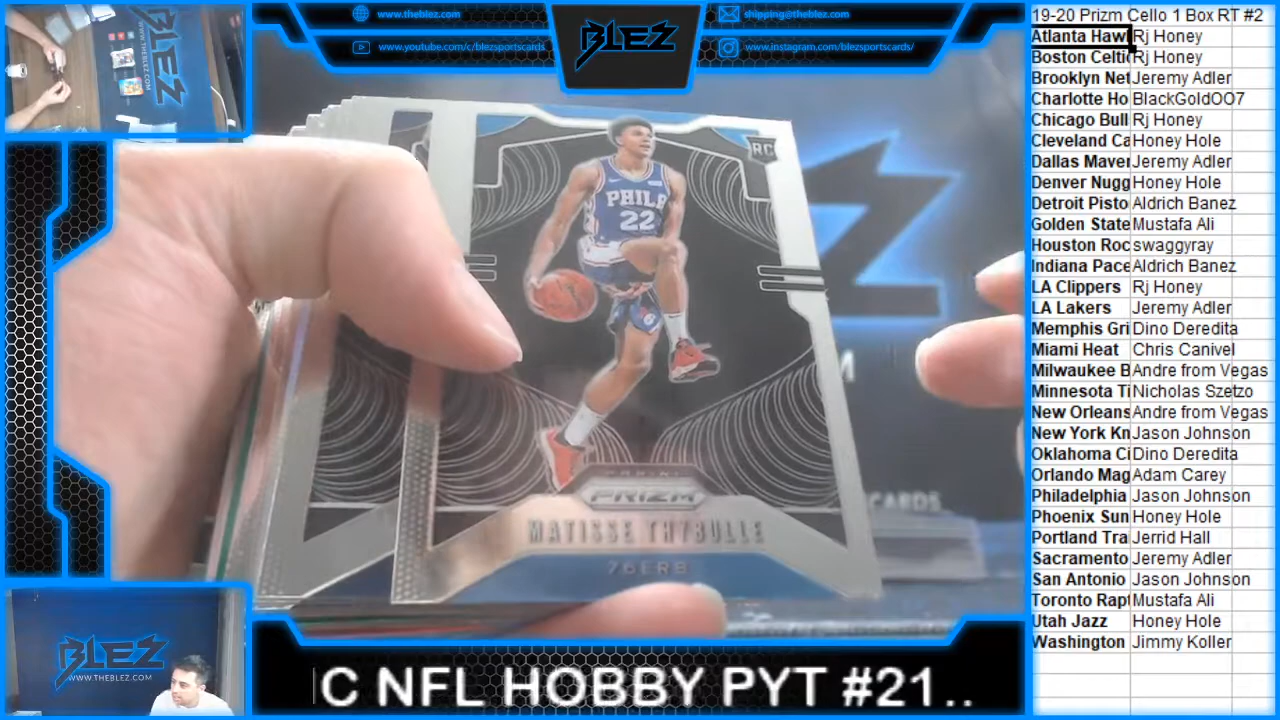 www.theblez.com
www.youtube.com/c/blezsportscards
BLEZ
shipping@theblez.com
www.instagram.com/blezsportscards/
19-20 Prizm Cello 1 Box RT #2
Atlanta Hawl Rj Honey
Boston Celtic Rj Honey
Brooklyn Net Jeremy Adler
Charlotte Ho BlackGoldOO7
Chicago Bull Rj Honey
Cleveland Ca Honey Hole
Dallas Maver Jeremy Adler
Denver Nugg Honey Hole
Detroit Pisto Aldrich Banez
Golden State Mustafa Ali
Houston Roc swaggyray
Indiana Pace Aldrich Banez
LA Clippers Rj Honey
LA Lakers Jeremy Adler
Memphis Gri Dino Deredita
Miami Heat Chris Canivel
Milwaukee B Andre from Vegas
Minnesota Ti Nicholas Szetzo
New Orleans Andre from Vegas
New York Kn Jason Johnson
Oklahoma Ci Dino Deredita
Orlando Mag Adam Carey
Philadelphia Jason Johnson
Phoenix Sun Honey Hole
Portland Tra Jerrid Hall
Sacramento Jeremy Adler
San Antonio Jason Johnson
Toronto Rapt Mustafa Ali
Utah Jazz Honey Hole
Washington Jimmy Koller
BLEZ
WWW.THEBLEZ.COM
RC
PHILA
22
PANINI
PRIZM
MATISSE THYBULLE
76ERS
CARDS
BLEZ
WWW.THEBLEZ.COM
C NFL HOBBY PYT #21..